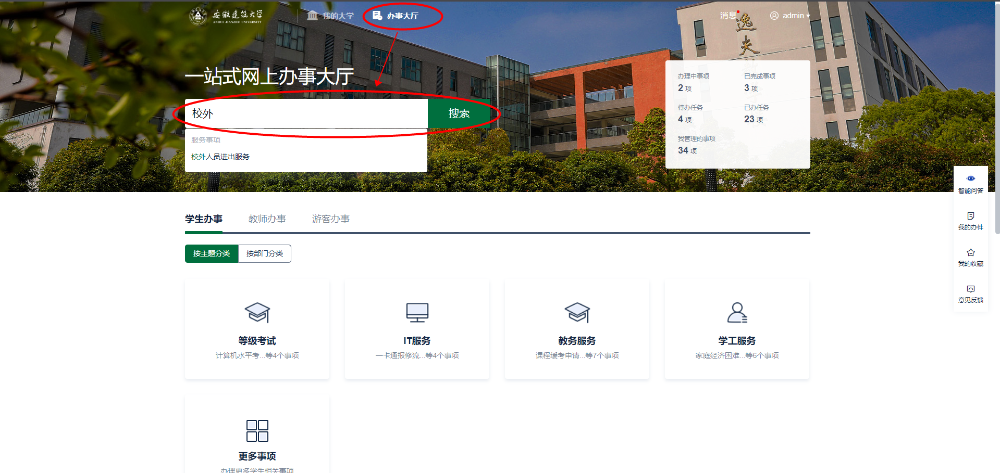 安徽建筑大学
ANHUI JIANZHU UNIVERSITY
我的大学
办事大厅
消息
admin
逸夫
一站式网上办事大厅
校外
搜索
服务事项
校外人员进出服务
办理中事项
2 项
已完成事项
3 项
待办任务
4 项
已办任务
23 项
我管理的事项
34 项
智能问答
我的办件
我的收藏
意见反馈
学生办事
教师办事
游客办事
按主题分类
按部门分类
等级考试
计算机水平考...等4个事项
IT服务
一卡通报修流...等4个事项
教务服务
课程缓考申请...等7个事项
学工服务
家庭经济困难...等6个事项
更多事项
办理更多学生相关事项